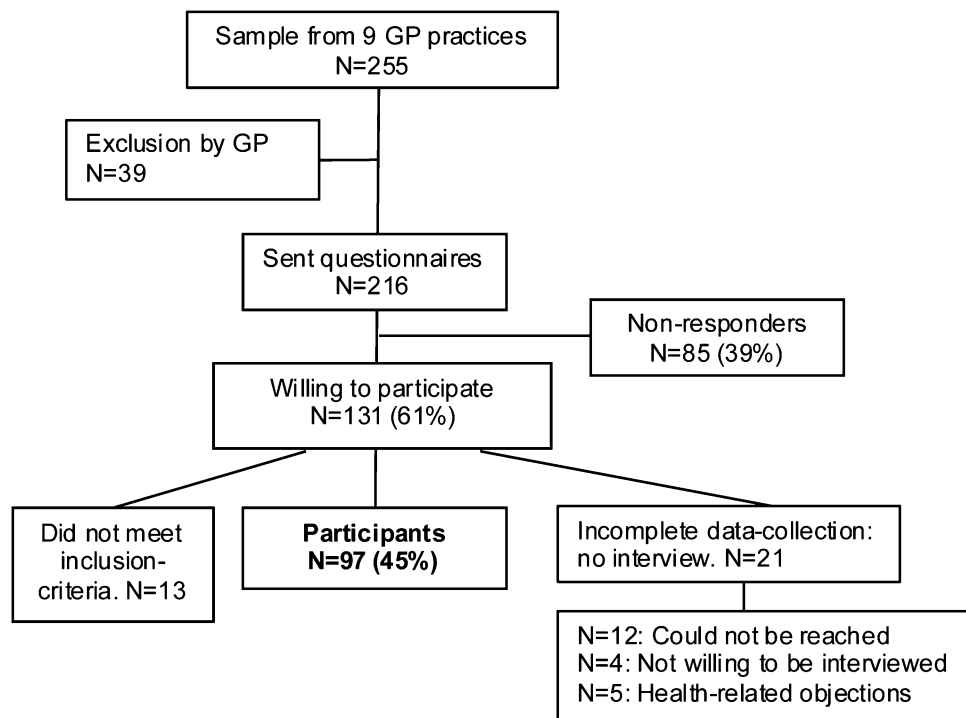 Sample from 9 GP practices
N=255
Exclusion by GP
N=39
Sent questionnaires
N=216
Non-responders
N=85 (39%)
Willing to participate
N=131 (61%)
Did not meet
inclusion-
criteria. N=13
Participants
N=97 (45%)
Incomplete data-collection:
no interview. N=21
N=12: Could not be reached
N=4: Not willing to be interviewed
N=5: Health-related objections